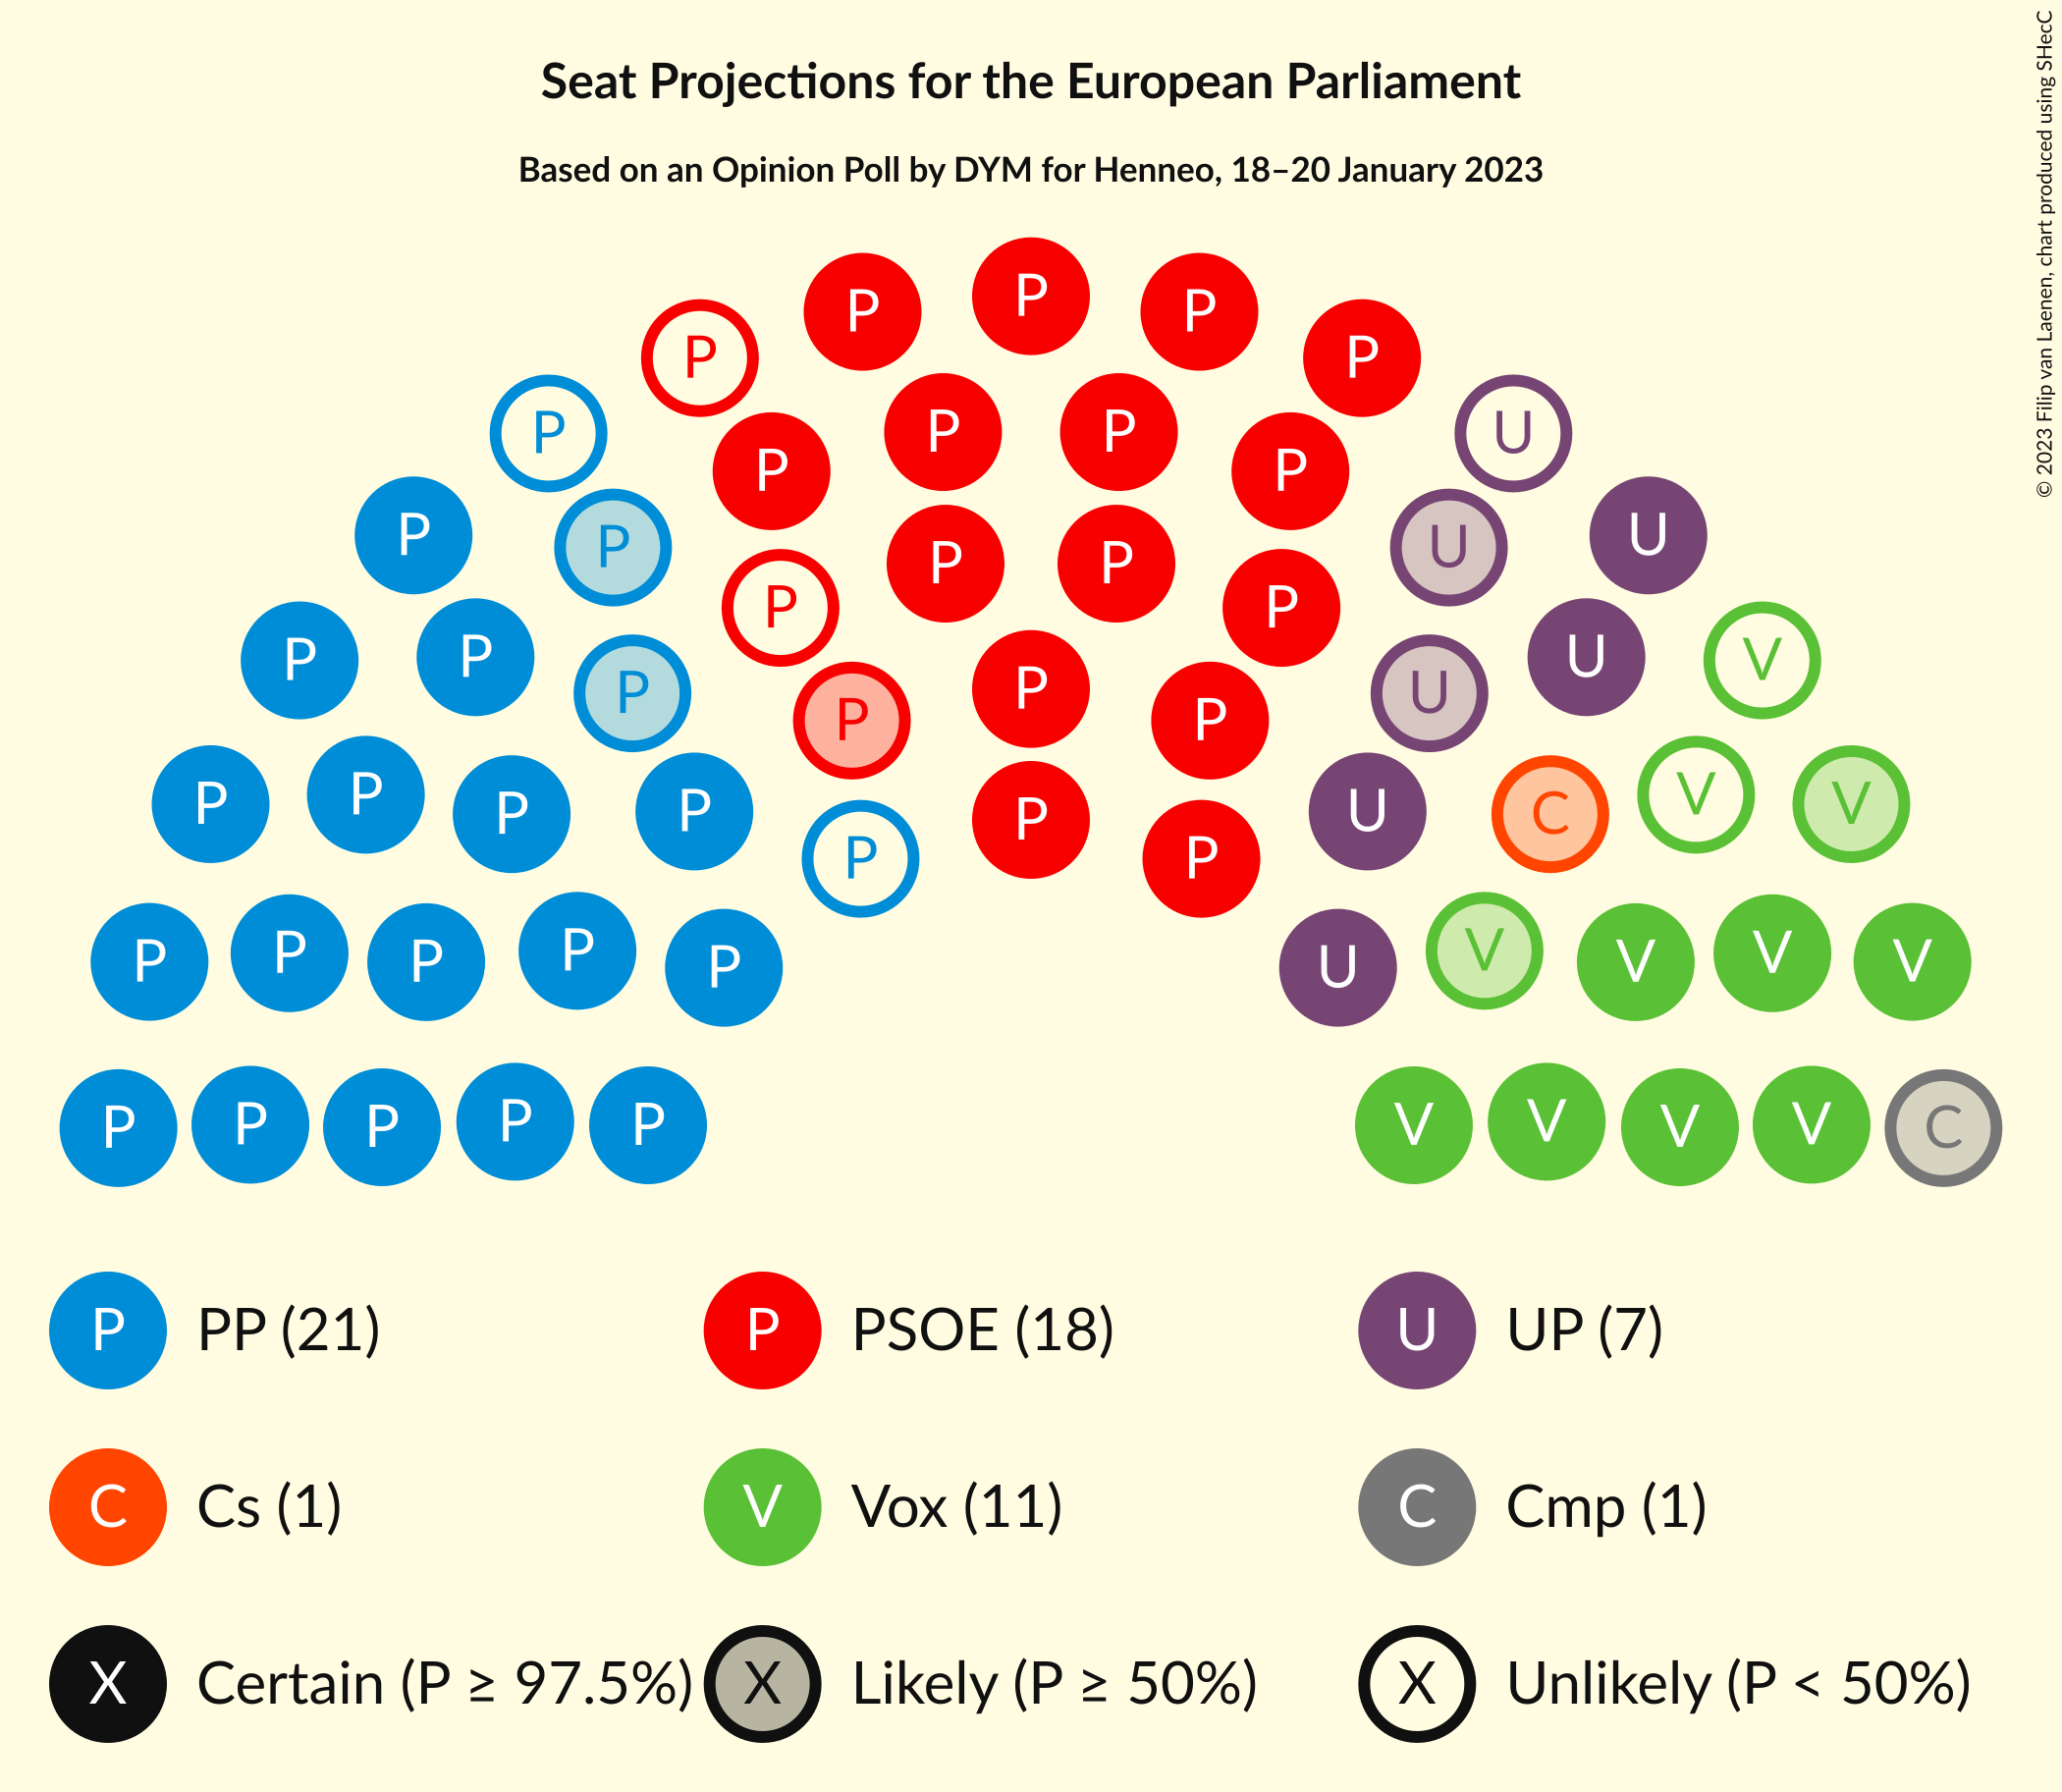 Seat Projections for the European Parliament
Based on an Opinion Poll by DYM for Henneo, 18–20 January 2023
© 2023 Filip van Laenen, chart produced using SHecC
P
P P
P P
P P P U
P P
P P U U
P P
P P
P P U V
P P U
P P
P P P P P U C V V
P P
P P P P P U V V V V
P P P P P V V V V C
P PP (21)
P PSOE (18)
U UP (7)
C Cs (1)
V Vox (11)
C Cmp (1)
X Certain (P ≥ 97.5%)
X Likely (P ≥ 50%)
X Unlikely (P < 50%)